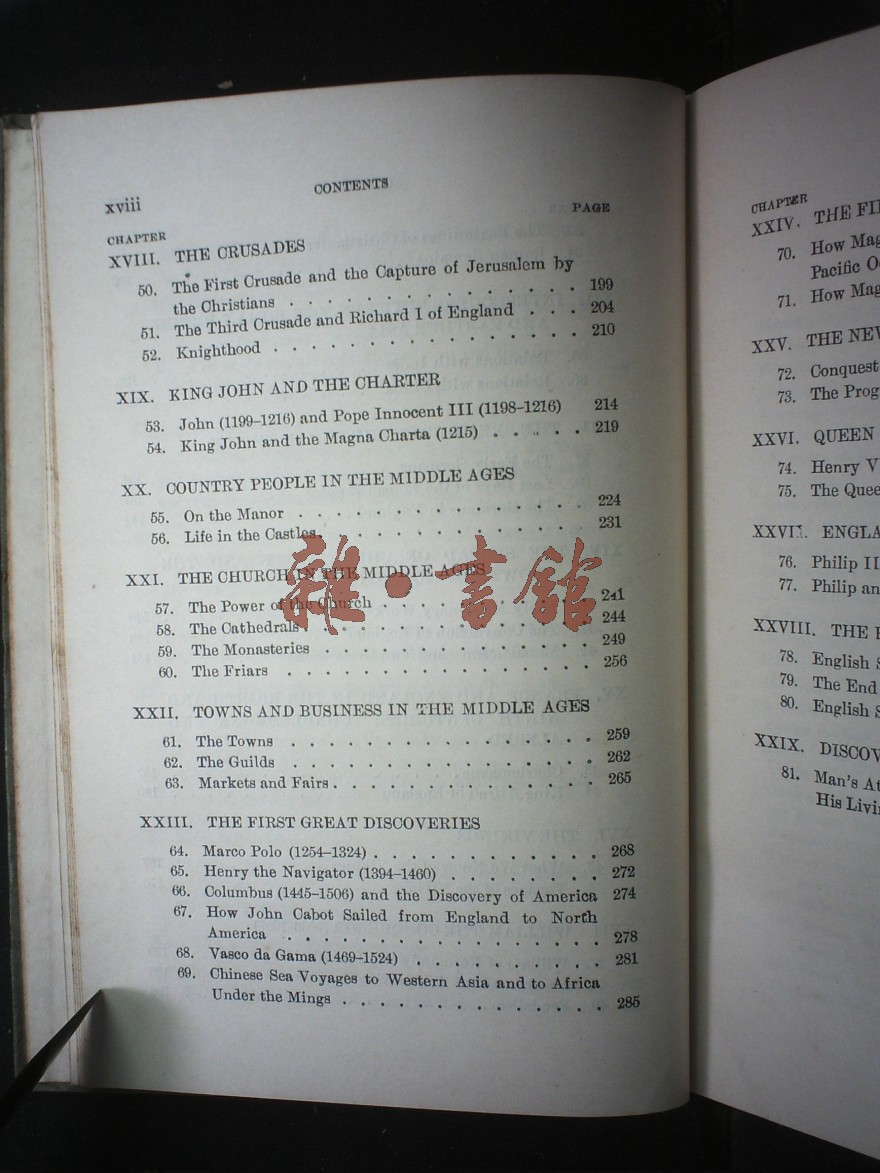 xviii
CONTENTS
CHAPTER
PAGE
XVIII. THE CRUSADES
50. The First Crusade and the Capture of Jerusalem by
the Christians . . . . . . . . . . . . . . 199
51. The Third Crusade and Richard I of England . . . 204
52. Knighthood . . . . . . . . . . . . . . . 210
XIX. KING JOHN AND THE CHARTER
53. John (1199–1216) and Pope Innocent III (1198–1216) 214
54. King John and the Magna Charta (1215) . . . . . 219
XX. COUNTRY PEOPLE IN THE MIDDLE AGES
55. On the Manor . . . . . . . . . . . . . . 224
56. Life in the Castles . . . . . . . . . . . . . 231
XXI. THE CHURCH IN THE MIDDLE AGES
57. The Power of the Church . . . . . . . . . . 241
58. The Cathedrals . . . . . . . . . . . . . . 244
59. The Monasteries . . . . . . . . . . . . . 249
60. The Friars . . . . . . . . . . . . . . . 256
XXII. TOWNS AND BUSINESS IN THE MIDDLE AGES
61. The Towns . . . . . . . . . . . . . . . 259
62. The Guilds . . . . . . . . . . . . . . . 262
63. Markets and Fairs . . . . . . . . . . . . . 265
XXIII. THE FIRST GREAT DISCOVERIES
64. Marco Polo (1254–1324) . . . . . . . . . . . 268
65. Henry the Navigator (1394–1460) . . . . . . . . 272
66. Columbus (1445–1506) and the Discovery of America 274
67. How John Cabot Sailed from England to North
America . . . . . . . . . . . . . . . . 278
68. Vasco da Gama (1469–1524) . . . . . . . . . . 281
69. Chinese Sea Voyages to Western Asia and to Africa
Under the Mings . . . . . . . . . . . . . 285
雜·書館
CHAPTER
XXIV. THE FI
70. How Mag
Pacific O
71. How Mag
XXV. THE NEV
72. Conquest
73. The Prog
XXVI. QUEEN
74. Henry V
75. The Quee
XXVII. ENGLA
76. Philip II
77. Philip an
XXVIII. THE
78. English
79. The End
80. English
XXIX. DISCOV
81. Man's At
His Livi